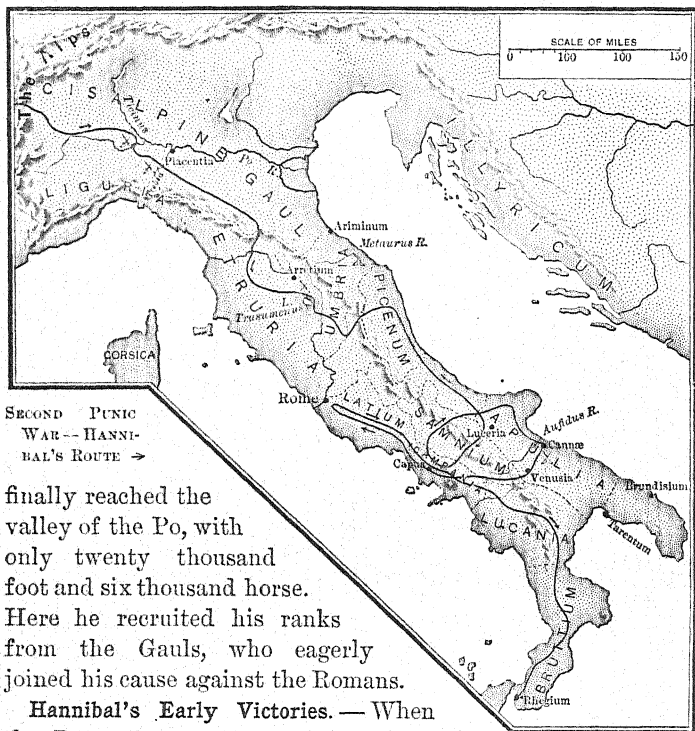 SCALE OF MILES
0 100 100 150
The Alps
CISALPINE GAUL
Ticinus
Placentia
Po R.
LIGURIA
ILLYRICUM
Ariminum
Metaurus R.
ETRURIA
Arretium
UMBRIA
PICENUM
L.
Trasumenus
CORSICA
Rome
LATIUM
SAMNIUM
Luceria
APULIA
Aufidus R.
Cannæ
CAMPANIA
Capua
Venusia
Brundisium
Tarentum
LUCANIA
BRUTTIUM
Rhegium
SECOND PUNIC
WAR -- HANNI-
BAL'S ROUTE →
finally reached the
valley of the Po, with
only twenty thousand
foot and six thousand horse.
Here he recruited his ranks
from the Gauls, who eagerly
joined his cause against the Romans.
Hannibal's Early Victories. — When